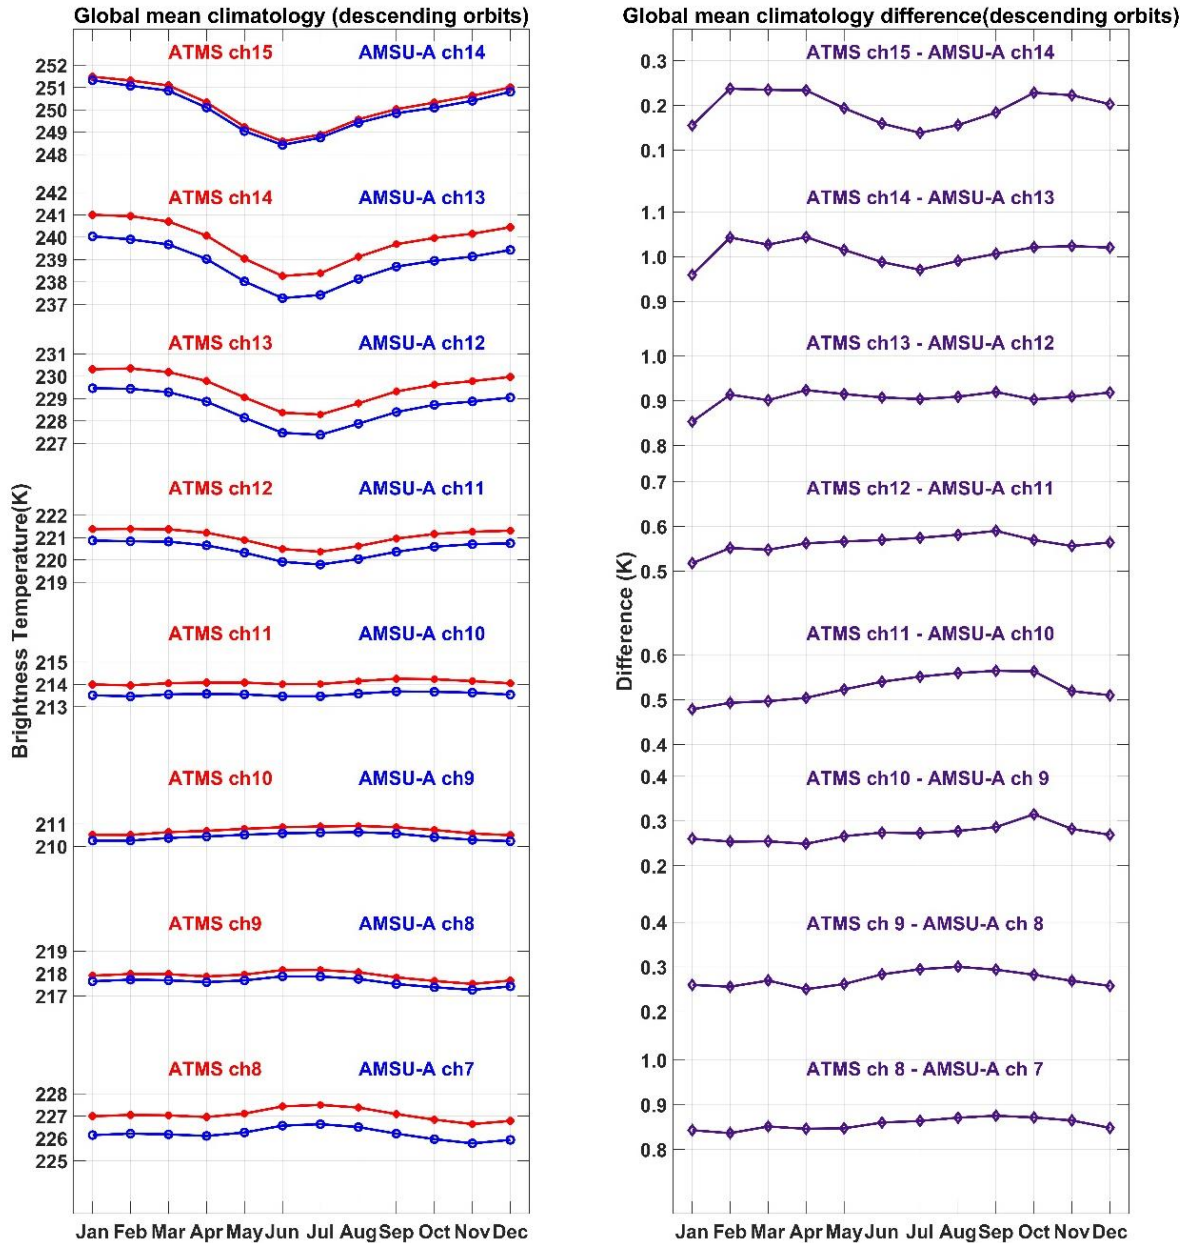 Global mean climatology (descending orbits)
ATMS ch15 AMSU-A ch14
252
251
250
249
248
ATMS ch14 AMSU-A ch13
242
241
240
239
238
237
ATMS ch13 AMSU-A ch12
231
230
229
228
227
ATMS ch12 AMSU-A ch11
222
221
220
219
ATMS ch11 AMSU-A ch10
215
214
213
ATMS ch10 AMSU-A ch9
211
210
ATMS ch9 AMSU-A ch8
219
218
217
ATMS ch8 AMSU-A ch7
228
227
226
225
Brightness Temperature(K)
Jan Feb Mar Apr May Jun Jul Aug Sep Oct Nov Dec
Global mean climatology difference(descending orbits)
ATMS ch15 - AMSU-A ch14
0.3
0.2
0.1
ATMS ch14 - AMSU-A ch13
1.1
1.0
0.9
ATMS ch13 - AMSU-A ch12
1.0
0.9
0.8
ATMS ch12 - AMSU-A ch11
0.7
0.6
0.5
ATMS ch11 - AMSU-A ch10
0.6
0.5
0.4
ATMS ch10 - AMSU-A ch 9
0.4
0.3
0.2
ATMS ch 9 - AMSU-A ch 8
0.4
0.3
0.2
ATMS ch 8 - AMSU-A ch 7
1.0
0.9
0.8
Difference (K)
Jan Feb Mar Apr May Jun Jul Aug Sep Oct Nov Dec